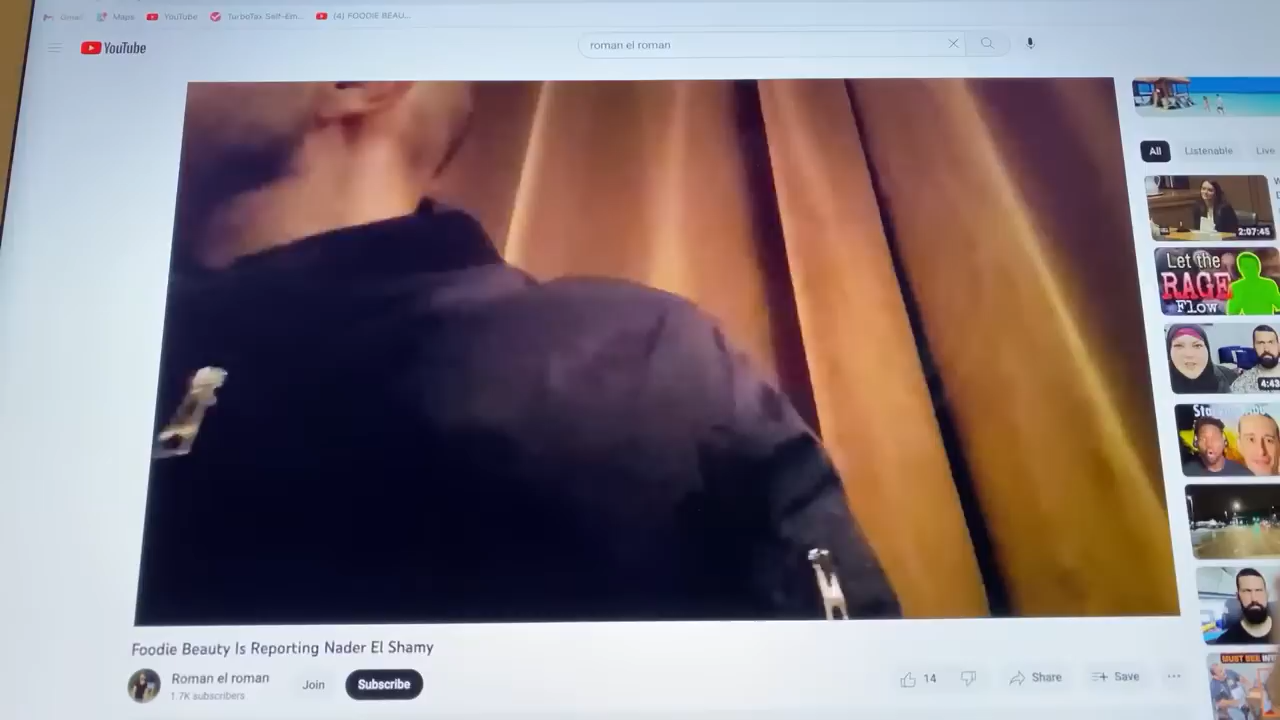 Gmail
Maps
YouTube
TurboTax Self-Em...
(4) FOODIE BEAU...
YouTube
roman el roman
All
Listenable
Live
2:07:45
Let the
RAGE
Flow
4:43
MUST SEE
Foodie Beauty Is Reporting Nader El Shamy
Roman el roman
1.7K subscribers
Join
Subscribe
14
Share
Save